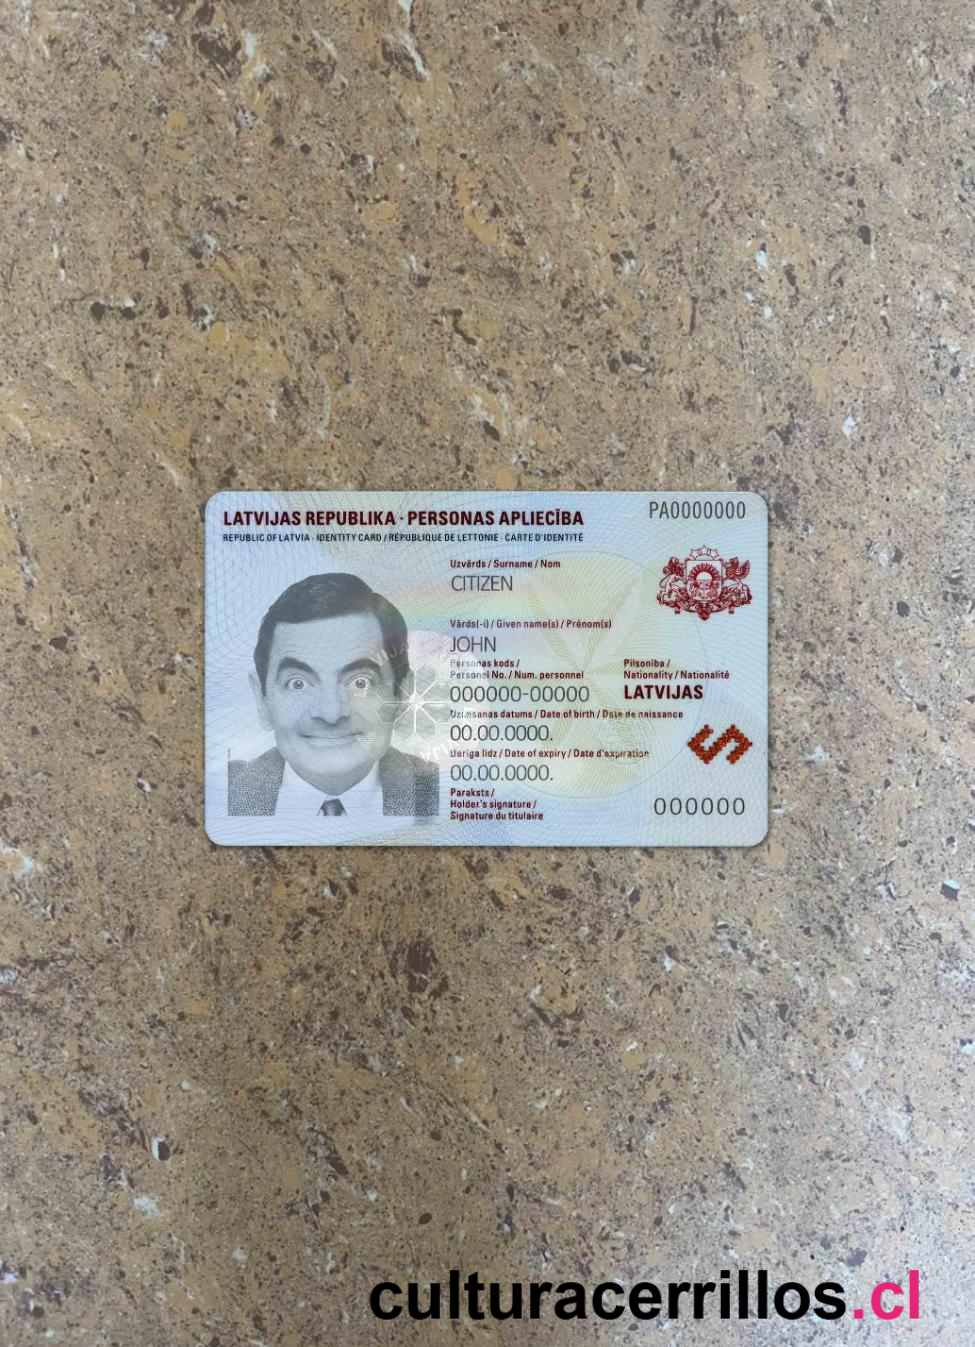 LATVIJAS REPUBLIKA · PERSONAS APLIECĪBA
PA0000000
REPUBLIC OF LATVIA · IDENTITY CARD / RÉPUBLIQUE DE LETTONIE · CARTE D'IDENTITÉ
Uzvārds / Surname / Nom
CITIZEN
Vārds(-i) / Given name(s) / Prénom(s)
JOHN
Personas kods /
Personel No. / Num. personnel
000000-00000
Pilsonība /
Nationality / Nationalité
LATVIJAS
Dzimšanas datums / Date of birth / Date de naissance
00.00.0000.
Derīga līdz / Date of expiry / Date d'expiration
00.00.0000.
Paraksts /
Holder's signature /
Signature du titulaire
000000
culturacerrillos.cl